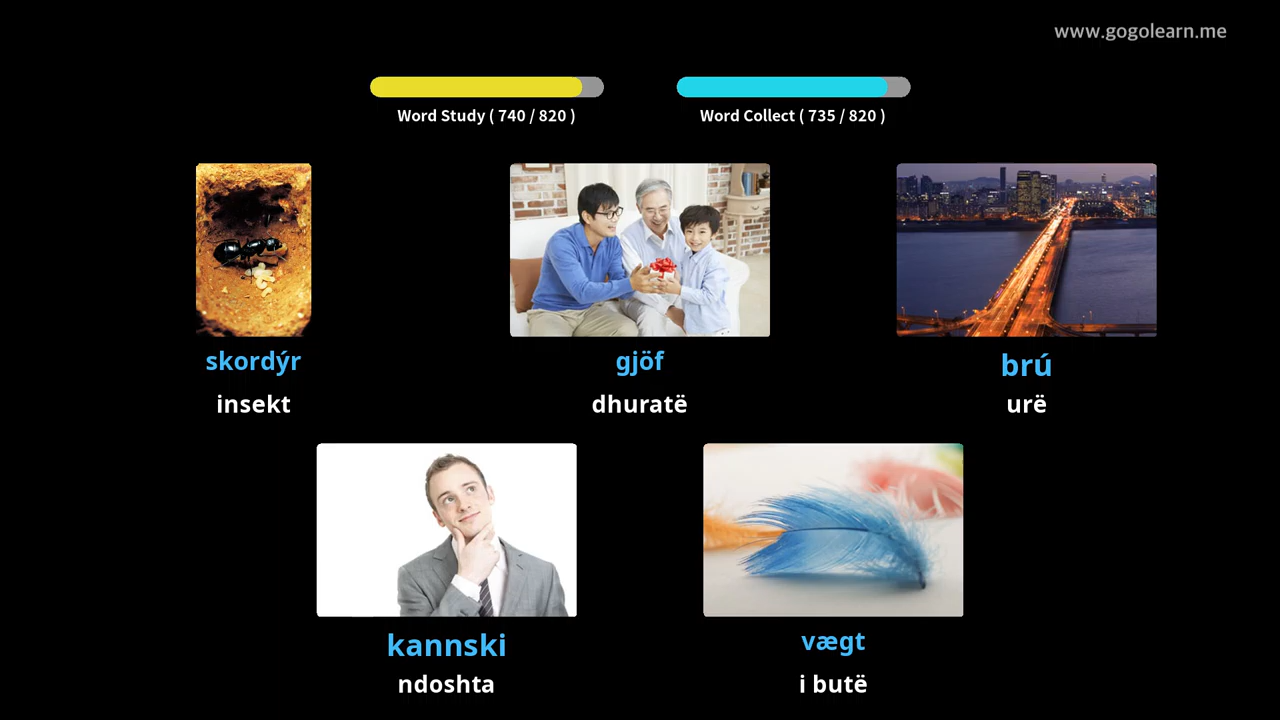 www.gogolearn.me
Word Study ( 740 / 820 )
Word Collect ( 735 / 820 )
skordýr
insekt
gjöf
dhuratë
brú
urë
kannski
ndoshta
vægt
i butë